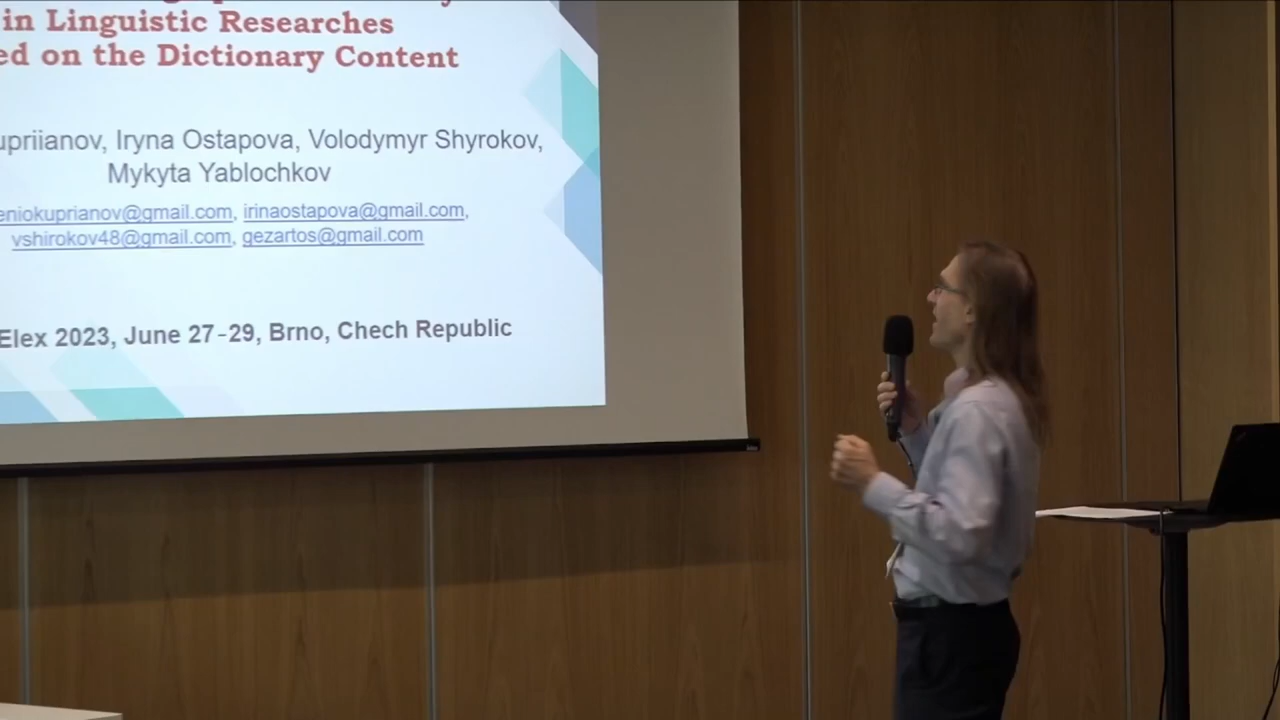 in Linguistic Researches
ed on the Dictionary Content
upriianov, Iryna Ostapova, Volodymyr Shyrokov,
Mykyta Yablochkov
eniokuprianov@gmail.com, irinaostapova@gmail.com,
vshirokov48@gmail.com, gezartos@gmail.com
Elex 2023, June 27-29, Brno, Chech Republic